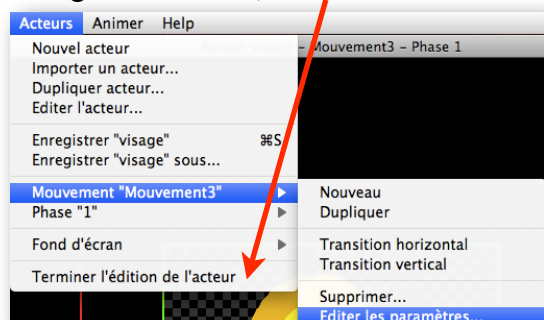 Acteurs Animer Help
– Mouvement3 – Phase 1
Nouvel acteur
Importer un acteur...
Dupliquer acteur...
Editer l'acteur...
Enregistrer "visage" ⌘S
Enregistrer "visage" sous...
Mouvement "Mouvement3"
Phase "1"
Fond d'écran
Terminer l'édition de l'acteur
Nouveau
Dupliquer
Transition horizontal
Transition vertical
Supprimer...
Editer les paramètres...